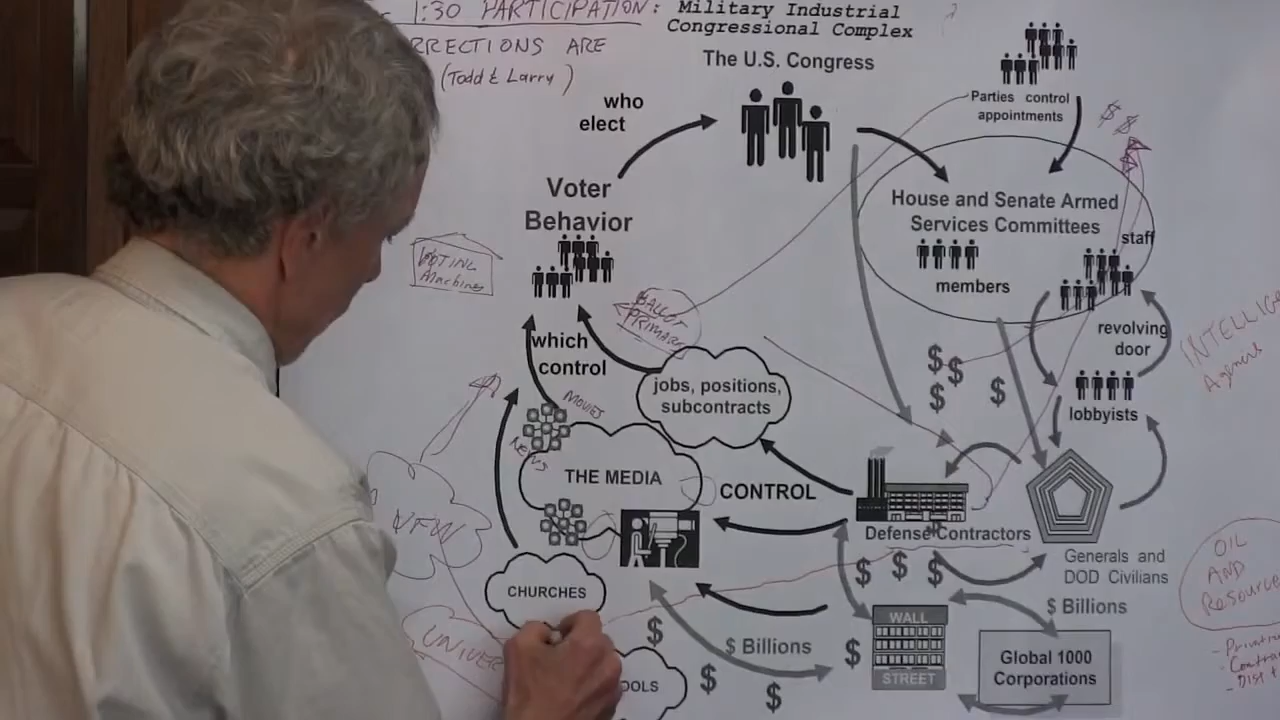 1:30 PARTICIPATION:
RRECTIONS ARE
(Todd & Larry)
Military Industrial
Congressional Complex
The U.S. Congress
who
elect
Parties control
appointments
$ $
Voter
Behavior
House and Senate Armed
Services Committees
staff
members
VOTING
Machines
BALLOT
PRIMARY
which
control
revolving
door
INTELLIG
Agencies
jobs, positions,
subcontracts
$
$
$
$
lobbyists
MOVIES
NEWS
THE MEDIA
CONTROL
VFW
Defense Contractors
Generals and
DOD Civilians
OIL
AND
Resource
CHURCHES
$ $ $
$ Billions
WALL
STREET
UNIVER
$
$ Billions
$
$
$
Global 1000
Corporations
OOLS